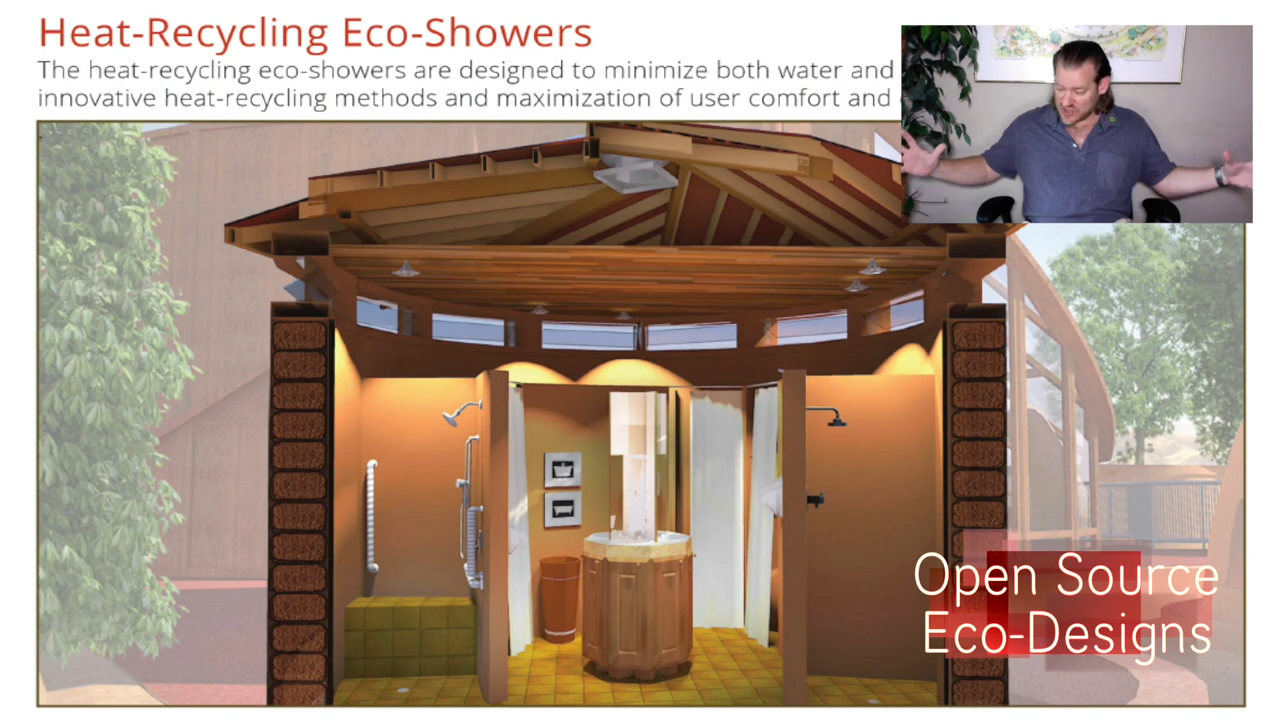 Heat-Recycling Eco-Showers
The heat-recycling eco-showers are designed to minimize both water and
innovative heat-recycling methods and maximization of user comfort and
Open Source
Eco-Designs